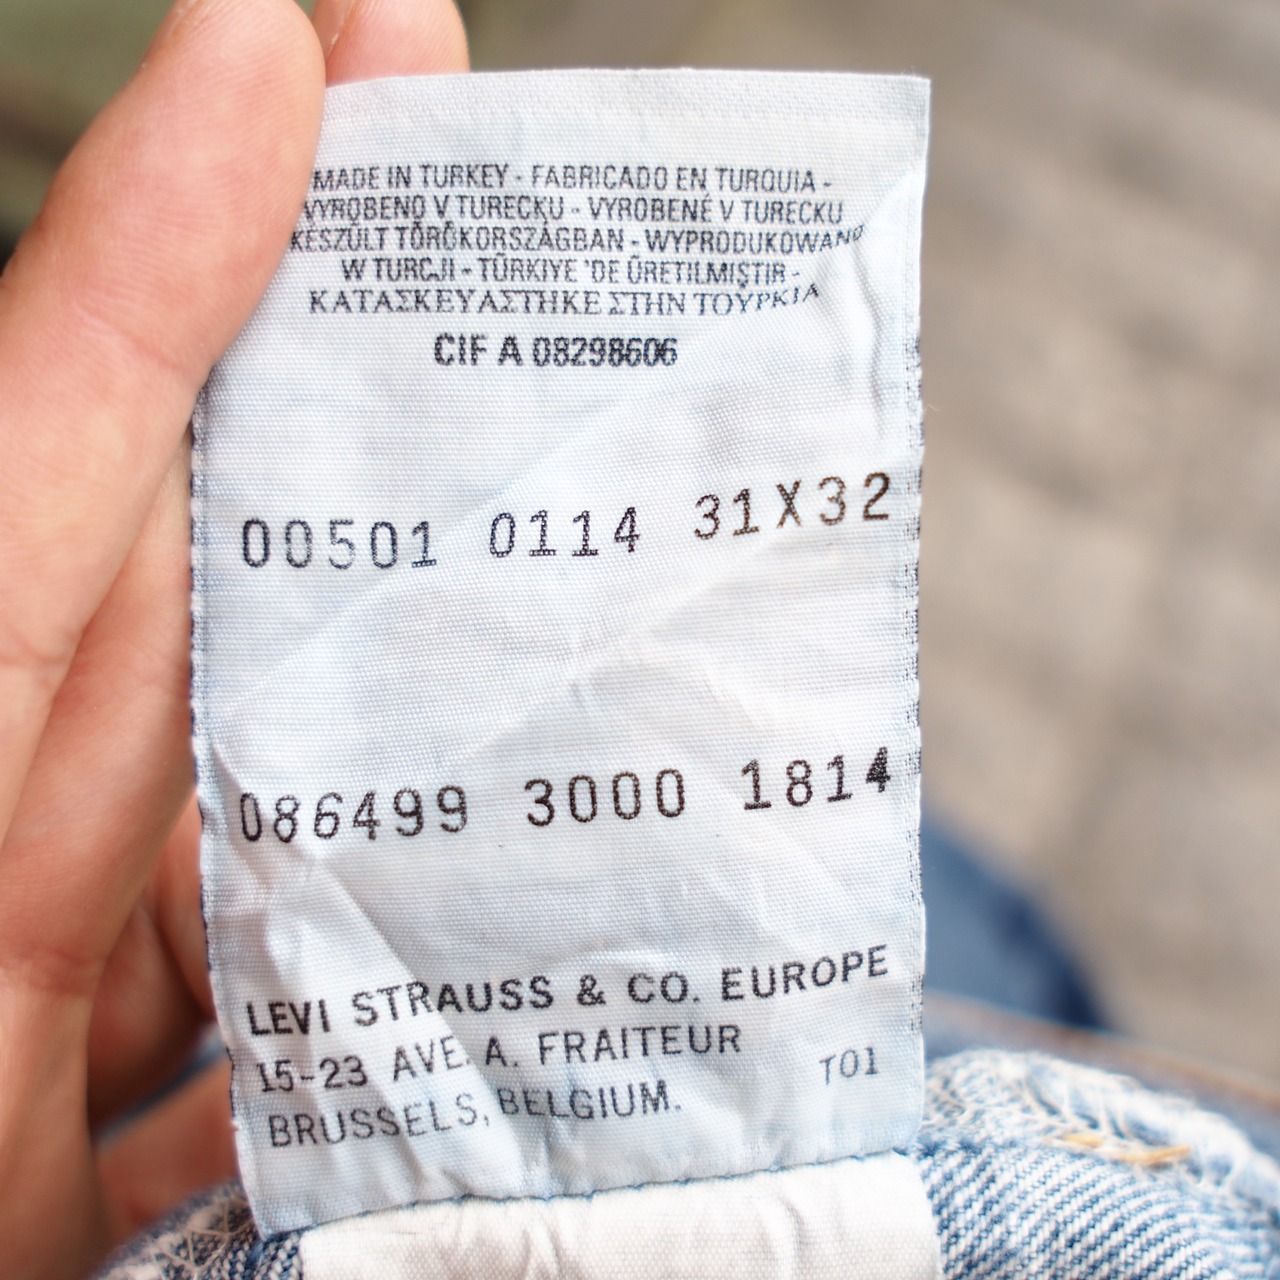 MADE IN TURKEY - FABRICADO EN TURQUIA -
VYROBENO V TURECKU - VYROBENÉ V TURECKU
KÉSZÜLT TÖRÖKORSZÁGBAN - WYPRODUKOWANO
W TURCJI - TÜRKIYE 'DE ÜRETILMIŞTIR -
ΚΑΤΑΣΚΕΥΑΣΤΗΚΕ ΣΤΗΝ ΤΟΥΡΚΙΑ
CIF A 08298606
00501 0114 31X32
086499 3000 1814
LEVI STRAUSS & CO. EUROPE
15-23 AVE. A. FRAITEUR
BRUSSELS, BELGIUM. T01